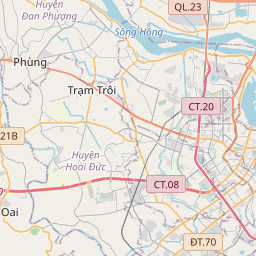 Huyện
Đan Phượng
QL.23
Sông Hồng
Phùng
Trạm Trôi
CT.20
21B
Huyện
Hoài Đức
CT.08
Oai
ĐT.70